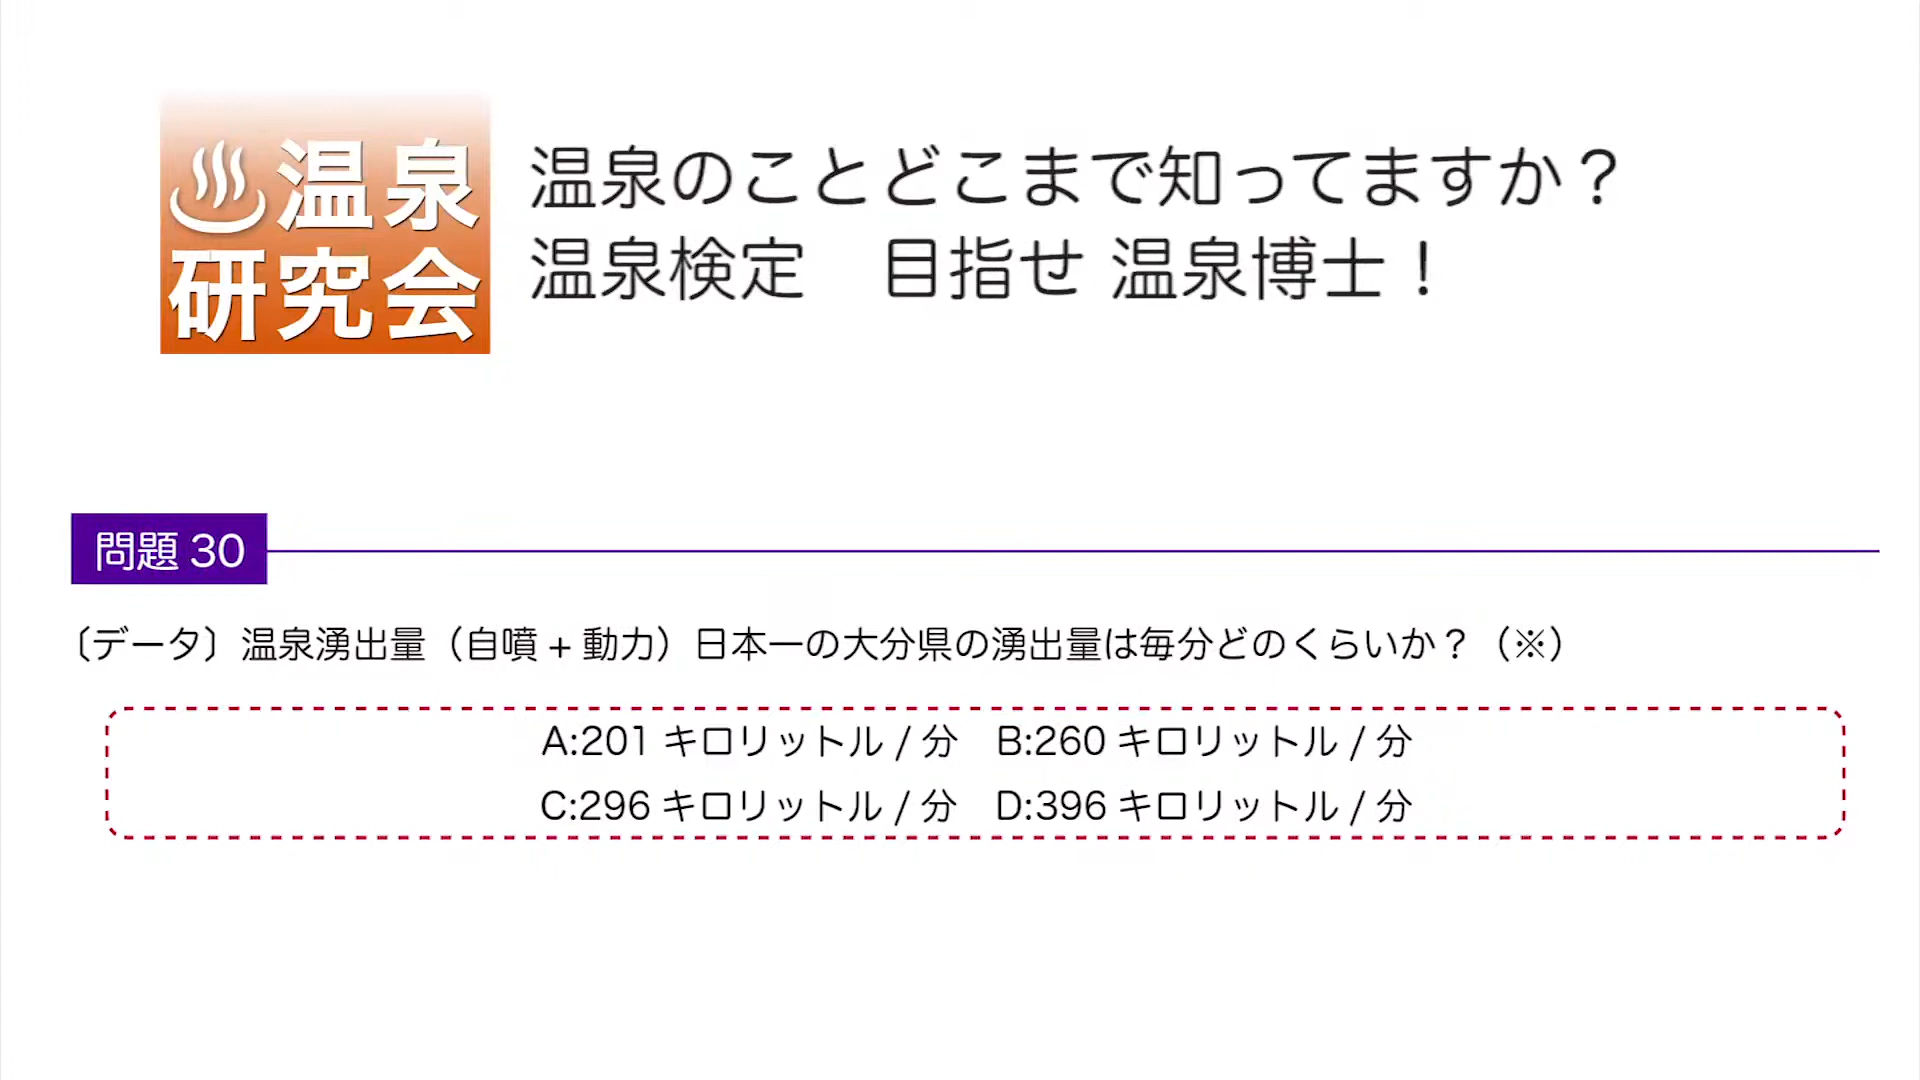 ♨温泉
研究会
温泉のことどこまで知ってますか？
温泉検定　目指せ 温泉博士！
問題 30
〔データ〕温泉湧出量（自噴 + 動力）日本一の大分県の湧出量は毎分どのくらいか？（※）
A:201 キロリットル / 分　B:260 キロリットル / 分
C:296 キロリットル / 分　D:396 キロリットル / 分